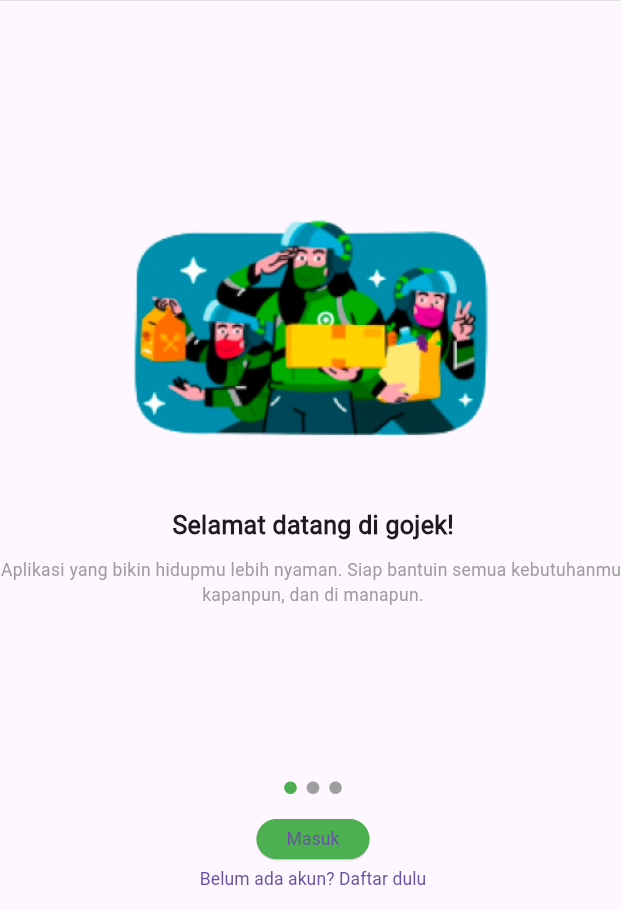 Selamat datang di gojek!
Aplikasi yang bikin hidupmu lebih nyaman. Siap bantuin semua kebutuhanmu
kapanpun, dan di manapun.
Masuk
Belum ada akun? Daftar dulu